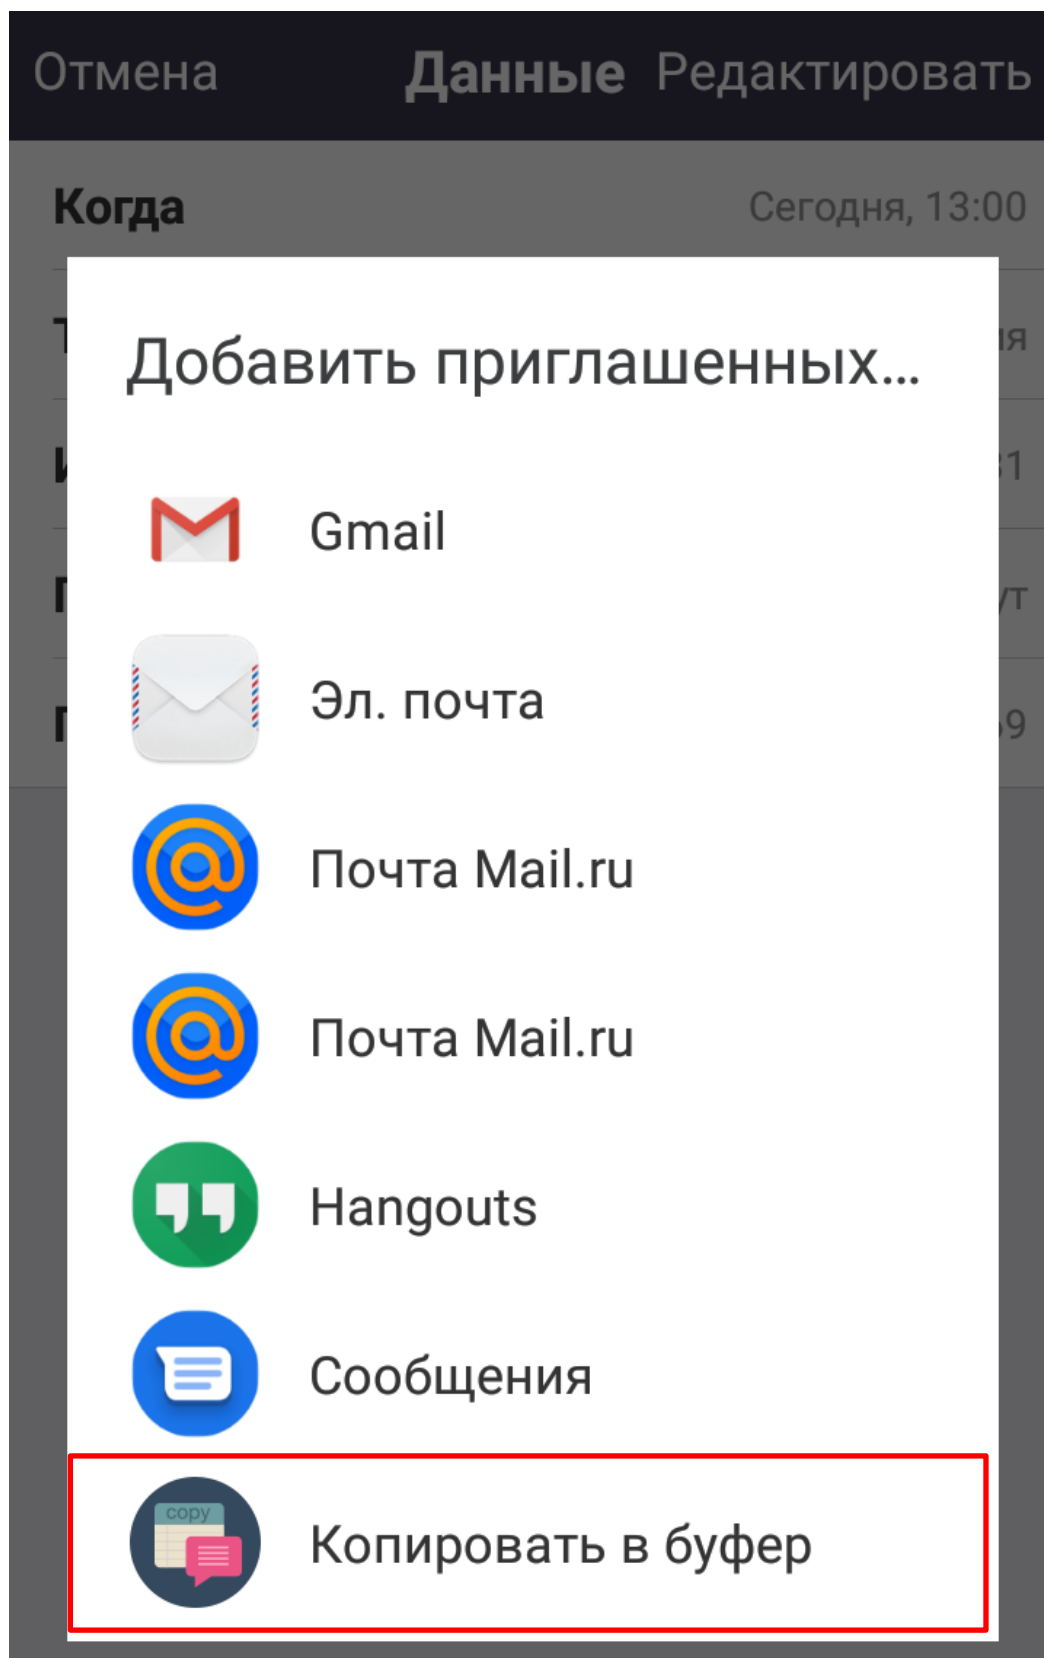 Отмена Данные Редактировать
Когда Сегодня, 13:00
Добавить приглашенных...
Gmail
Эл. почта
Почта Mail.ru
Почта Mail.ru
Hangouts
Сообщения
copy
Копировать в буфер